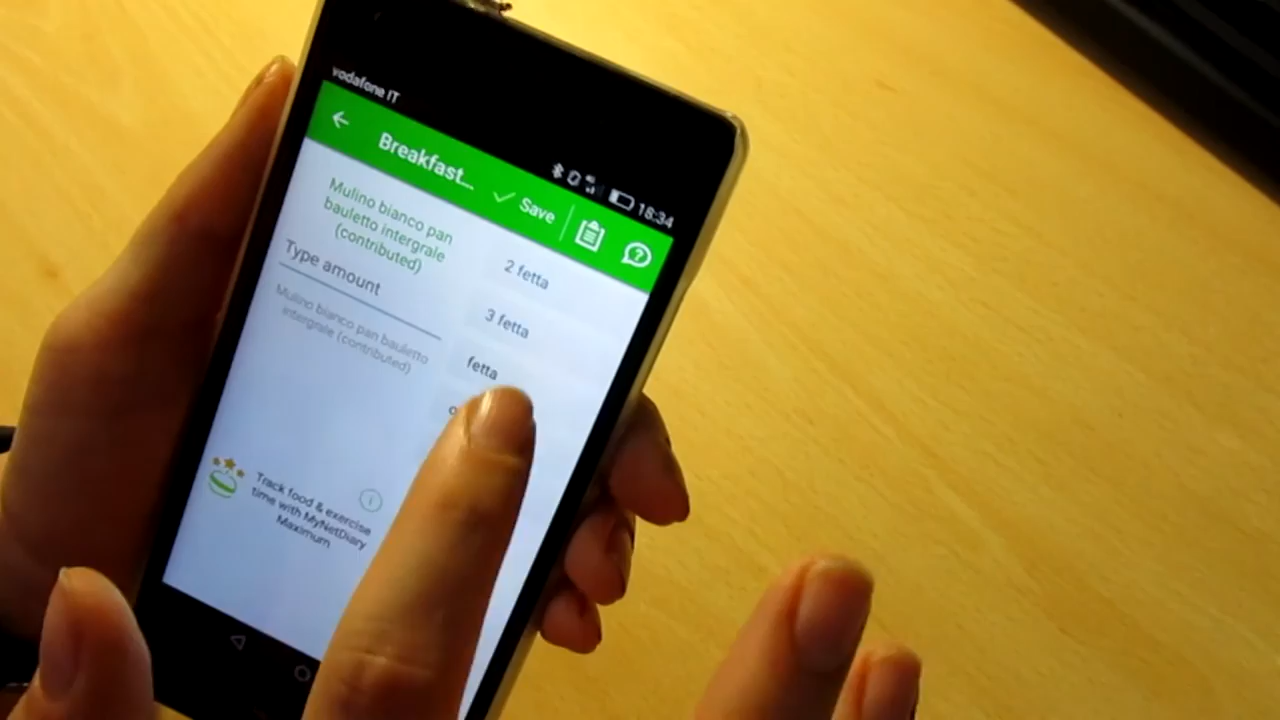 vodafone IT
18:34
Breakfast...
Save
Mulino bianco pan
bauletto intergrale
(contributed)
Type amount
Mulino bianco pan bauletto
intergrale (contributed)
2 fetta
3 fetta
fetta
Track food & exercise
time with MyNetDiary
Maximum